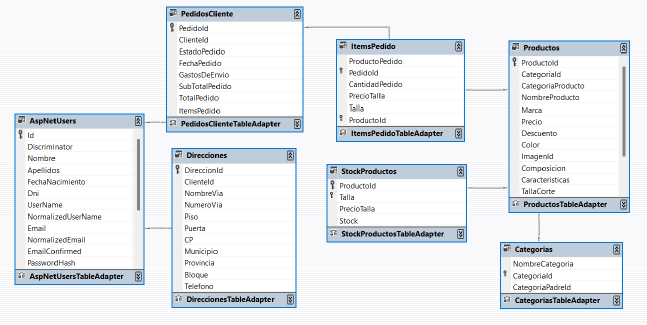 PedidosCliente
PedidoId
ClienteId
EstadoPedido
FechaPedido
GastosDeEnvio
SubTotalPedido
TotalPedido
ItemsPedido
PedidosClienteTableAdapter
ItemsPedido
ProductoPedido
PedidoId
CantidadPedido
PrecioTalla
Talla
ProductoId
ItemsPedidoTableAdapter
Productos
ProductoId
CategoriaId
CategoriaProducto
NombreProducto
Marca
Precio
Descuento
Color
ImagenId
Composicion
Caracteristicas
TallaCorte
ProductosTableAdapter
AspNetUsers
Id
Discriminator
Nombre
Apellidos
FechaNacimiento
Dni
UserName
NormalizedUserName
Email
NormalizedEmail
EmailConfirmed
PasswordHash
AspNetUsersTableAdapter
Direcciones
DireccionId
ClienteId
NombreVia
NumeroVia
Piso
Puerta
CP
Municipio
Provincia
Bloque
Telefono
DireccionesTableAdapter
StockProductos
ProductoId
Talla
PrecioTalla
Stock
StockProductosTableAdapter
Categorias
NombreCategoria
CategoriaId
CategoriaPadreId
CategoriasTableAdapter